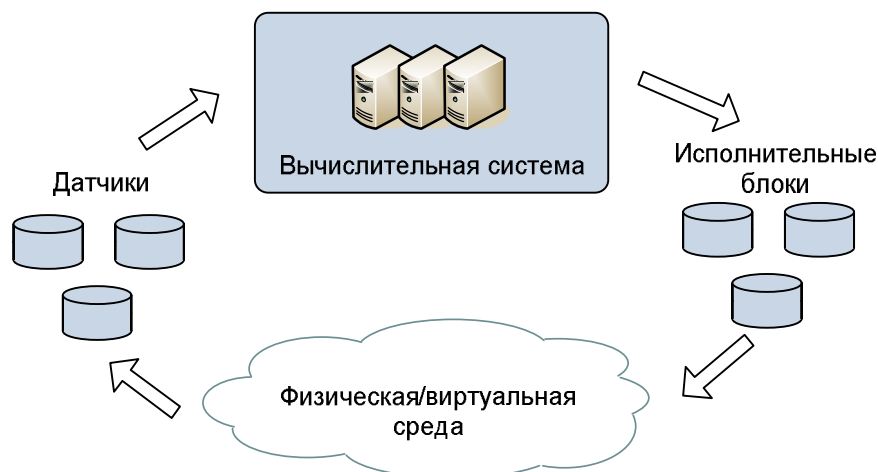 Вычислительная система
Датчики
Исполнительные
блоки
Физическая/виртуальная
среда